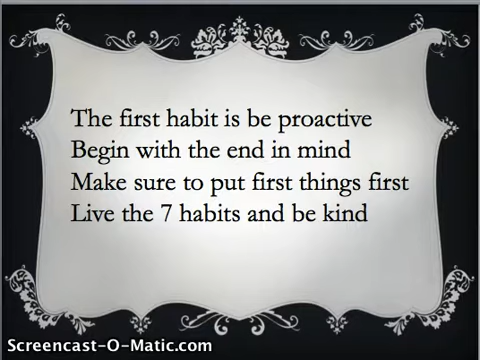 The first habit is be proactive
Begin with the end in mind
Make sure to put first things first
Live the 7 habits and be kind
Screencast-O-Matic.com